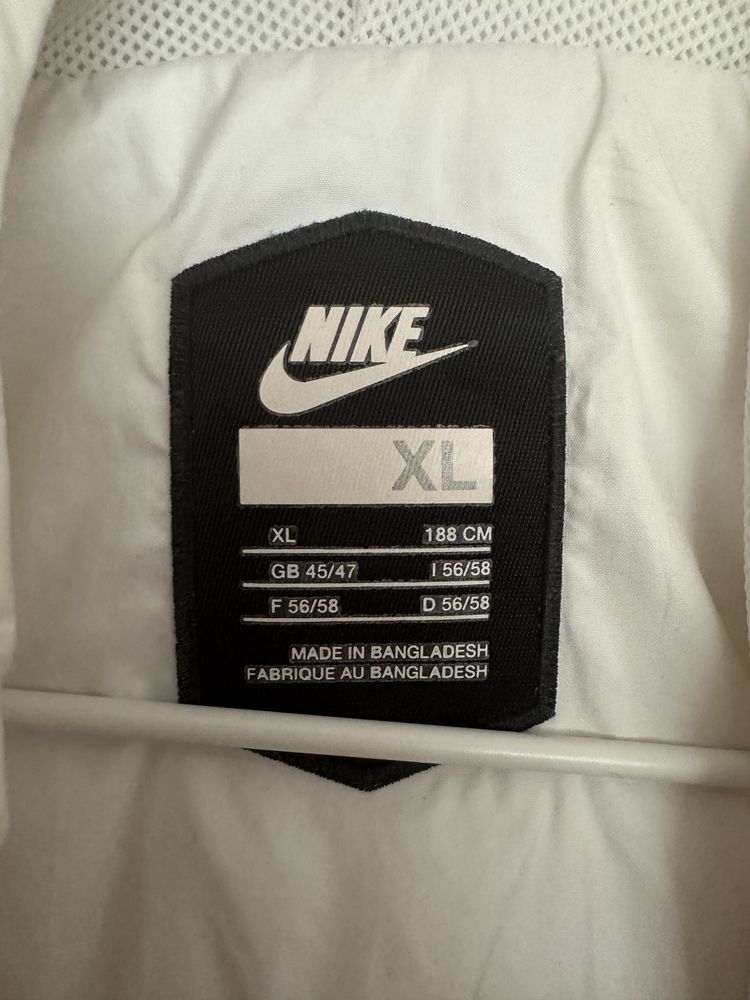 NIKE
XL
XL 188 CM
GB 45/47 I 56/58
F 56/58 D 56/58
MADE IN BANGLADESH
FABRIQUE AU BANGLADESH